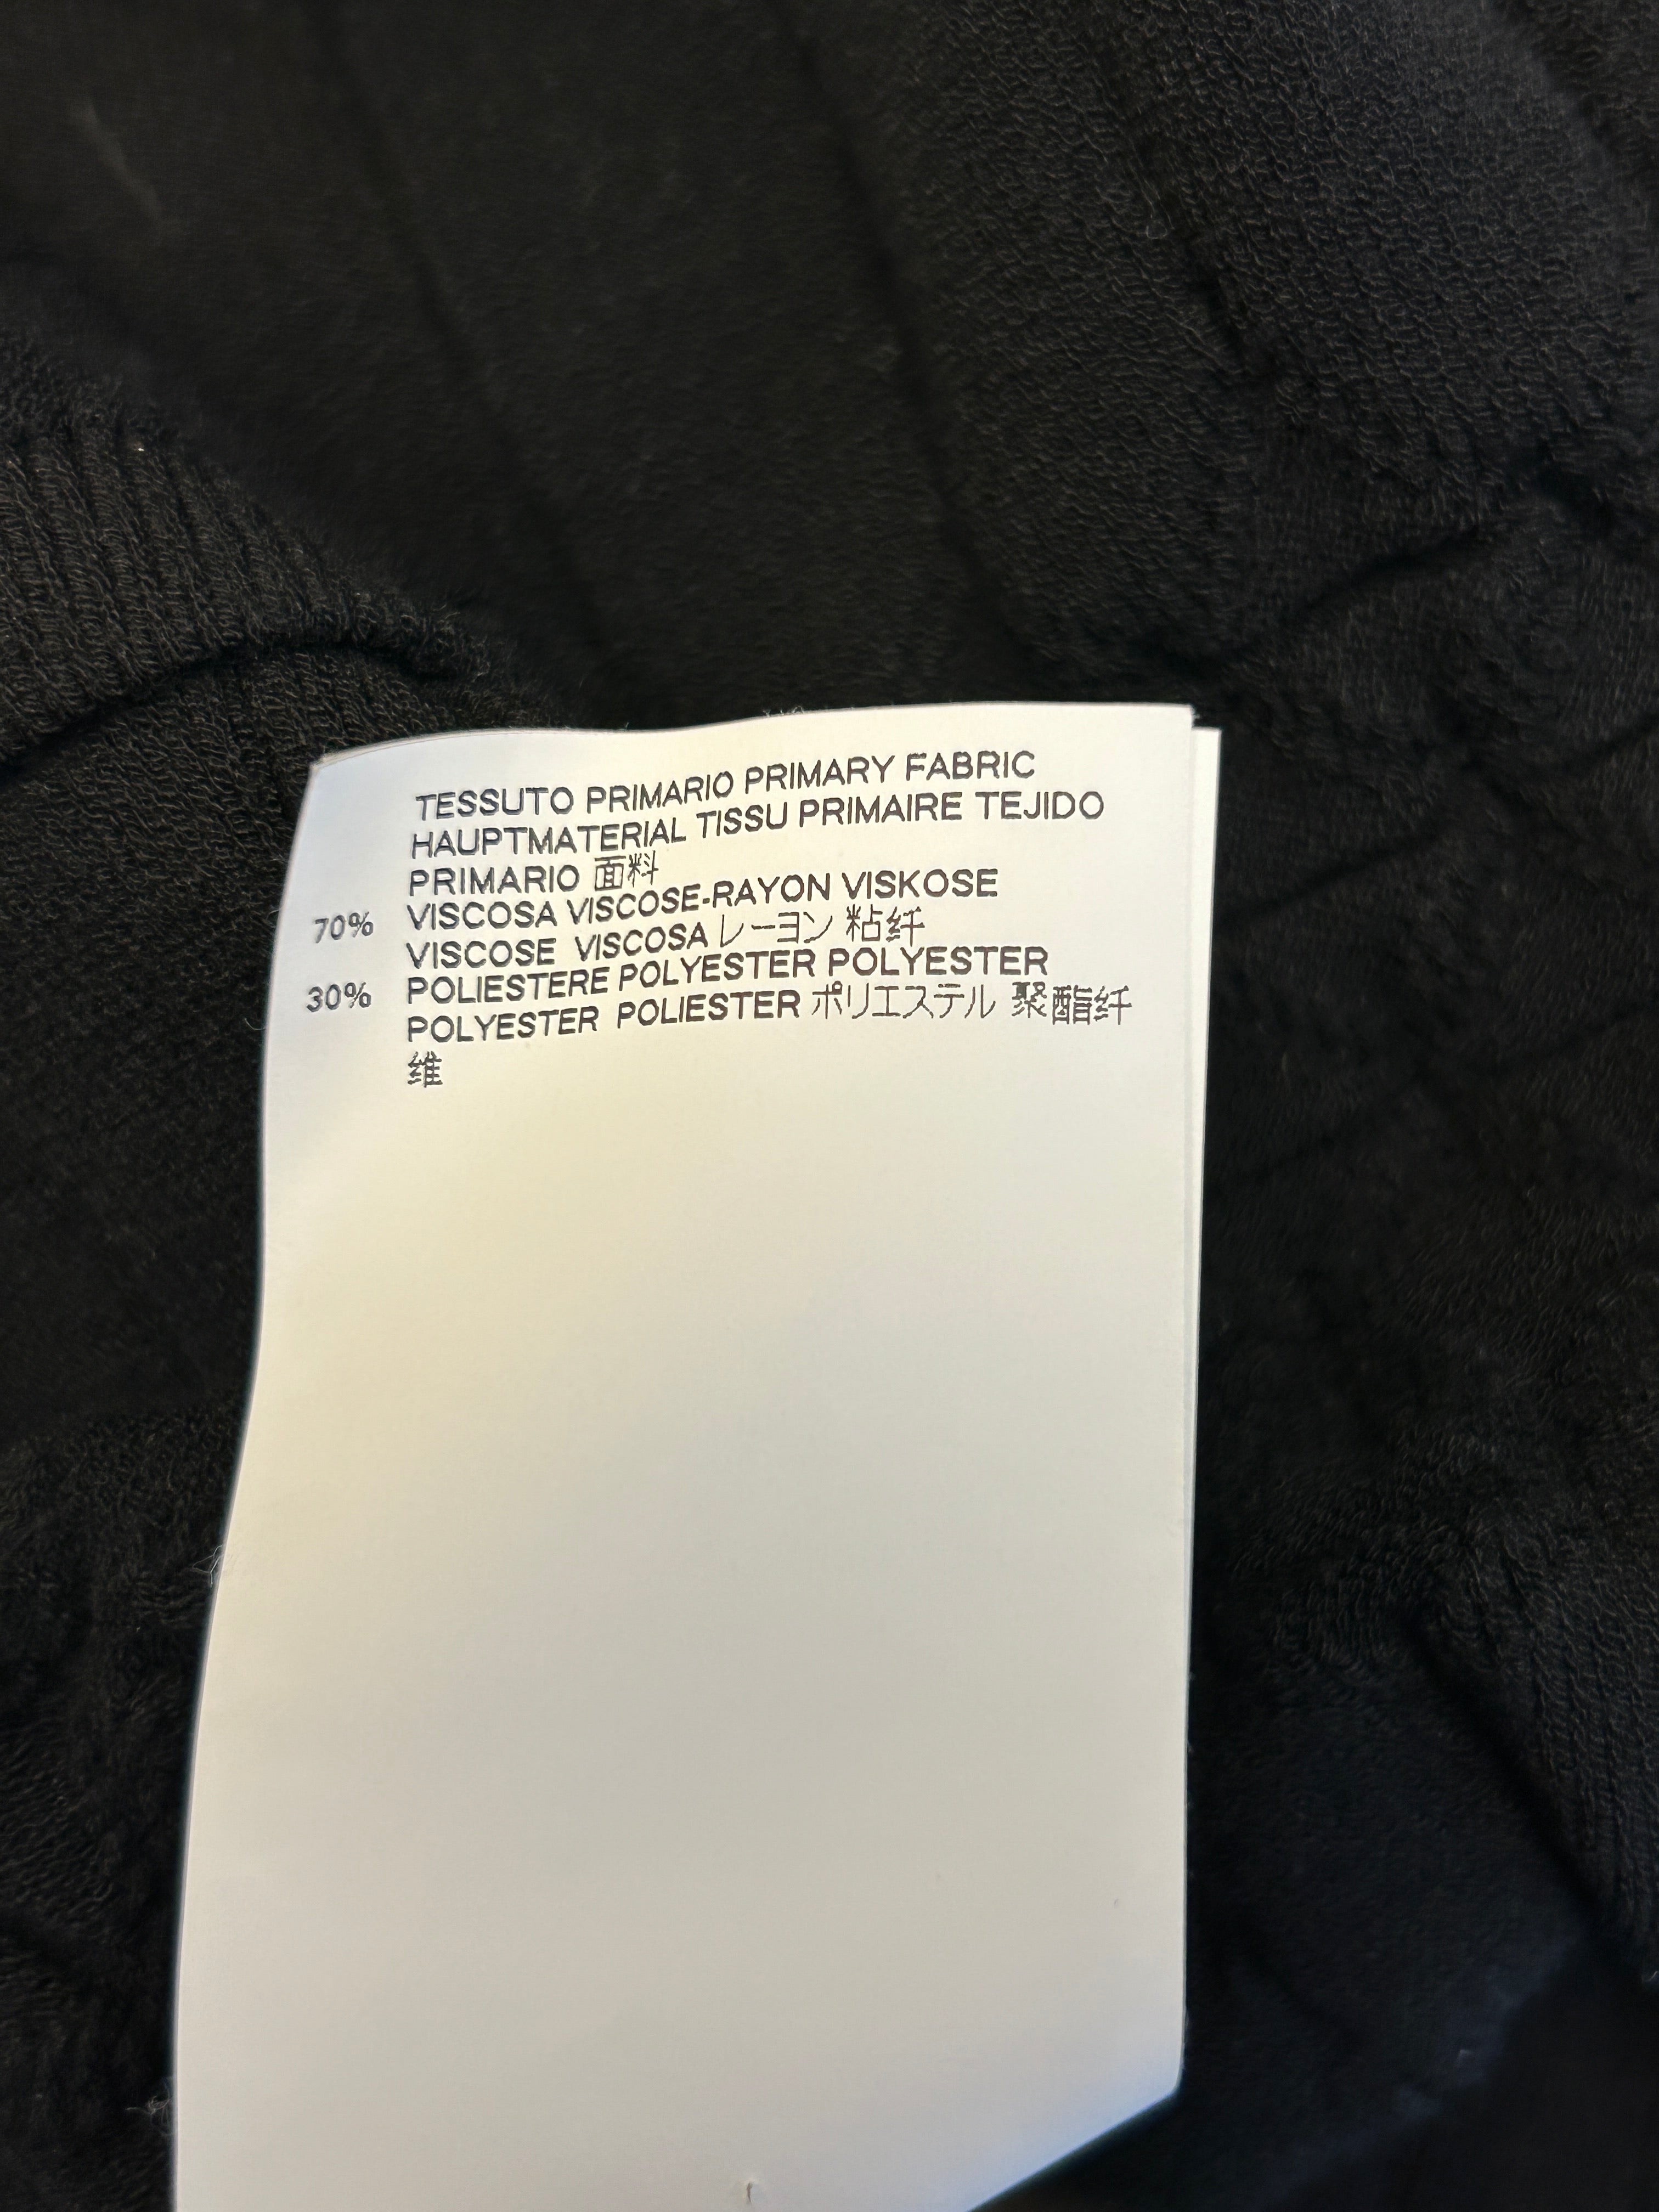 TESSUTO PRIMARIO PRIMARY FABRIC
HAUPTMATERIAL TISSU PRIMAIRE TEJIDO
PRIMARIO 面料
70% VISCOSA VISCOSE-RAYON VISKOSE
VISCOSE VISCOSA レーヨン 粘纤
30% POLIESTERE POLYESTER POLYESTER
POLYESTER POLIESTER ポリエステル 聚酯纤
维